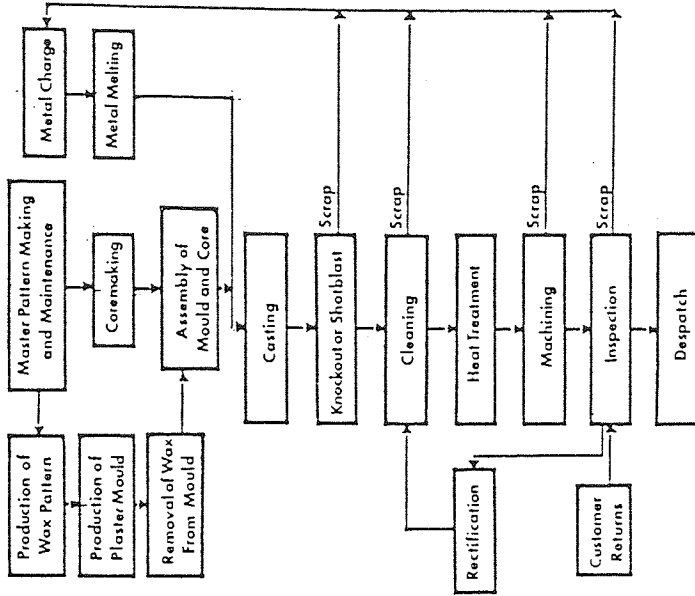 Master Pattern Making
and Maintenance
Metal Charge
Production of
Wax Pattern
Coremaking
Metal Melting
Production of
Plaster Mould
Removal of Wax
From Mould
Assembly of
Mould and Core
Casting
Knockout or Shotblast
Scrap
Cleaning
Scrap
Heat Treatment
Rectification
Machining
Scrap
Customer
Returns
Inspection
Scrap
Despatch